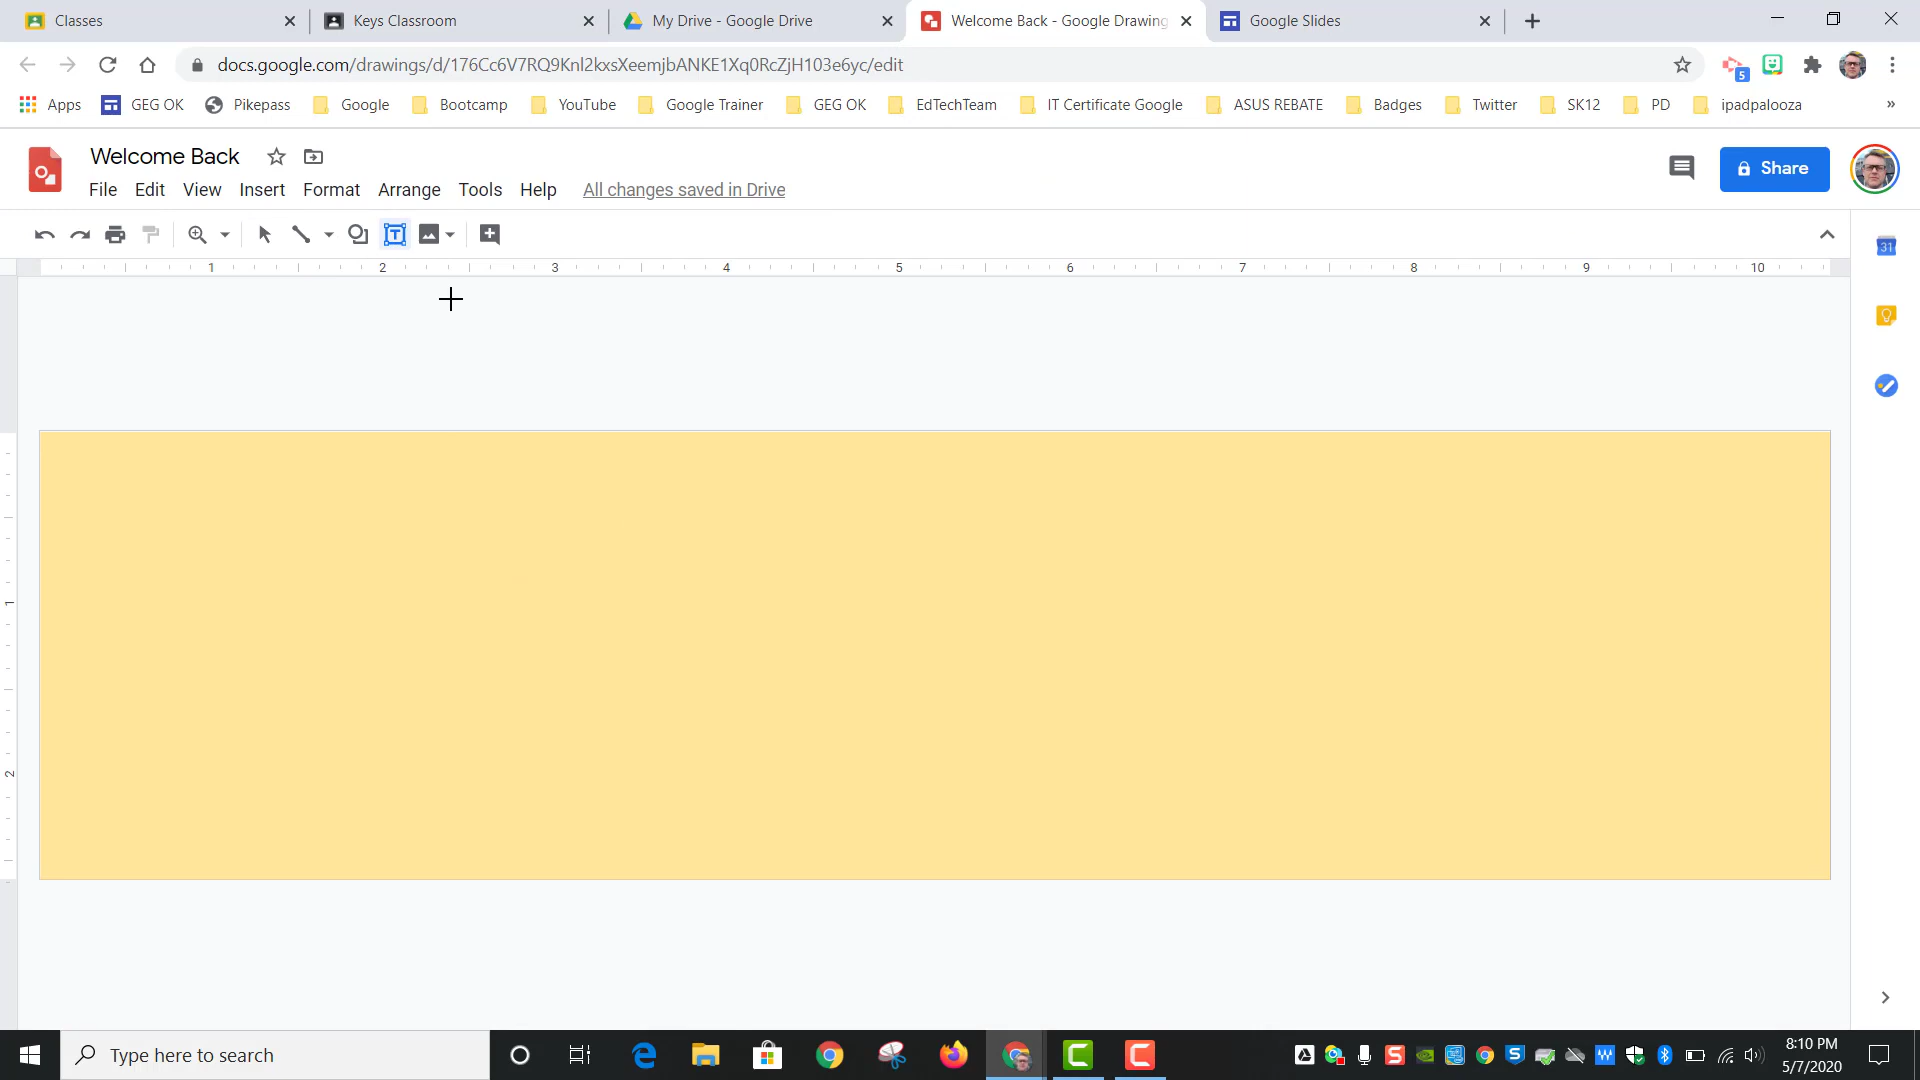 Classes
Keys Classroom
My Drive - Google Drive
Welcome Back - Google Drawing
Google Slides
docs.google.com/drawings/d/176Cc6V7RQ9Knl2kxsXeemjbANKE1Xq0RcZjH103e6yc/edit
5
Apps GEG OK Pikepass Google Bootcamp YouTube Google Trainer GEG OK EdTechTeam IT Certificate Google ASUS REBATE Badges Twitter SK12 PD ipadpalooza »
Welcome Back
Share
File Edit View Insert Format Arrange Tools Help All changes saved in Drive
31
1 2 3 4 5 6 7 8 9 10
1
2
Type here to search
8:10 PM
5/7/2020